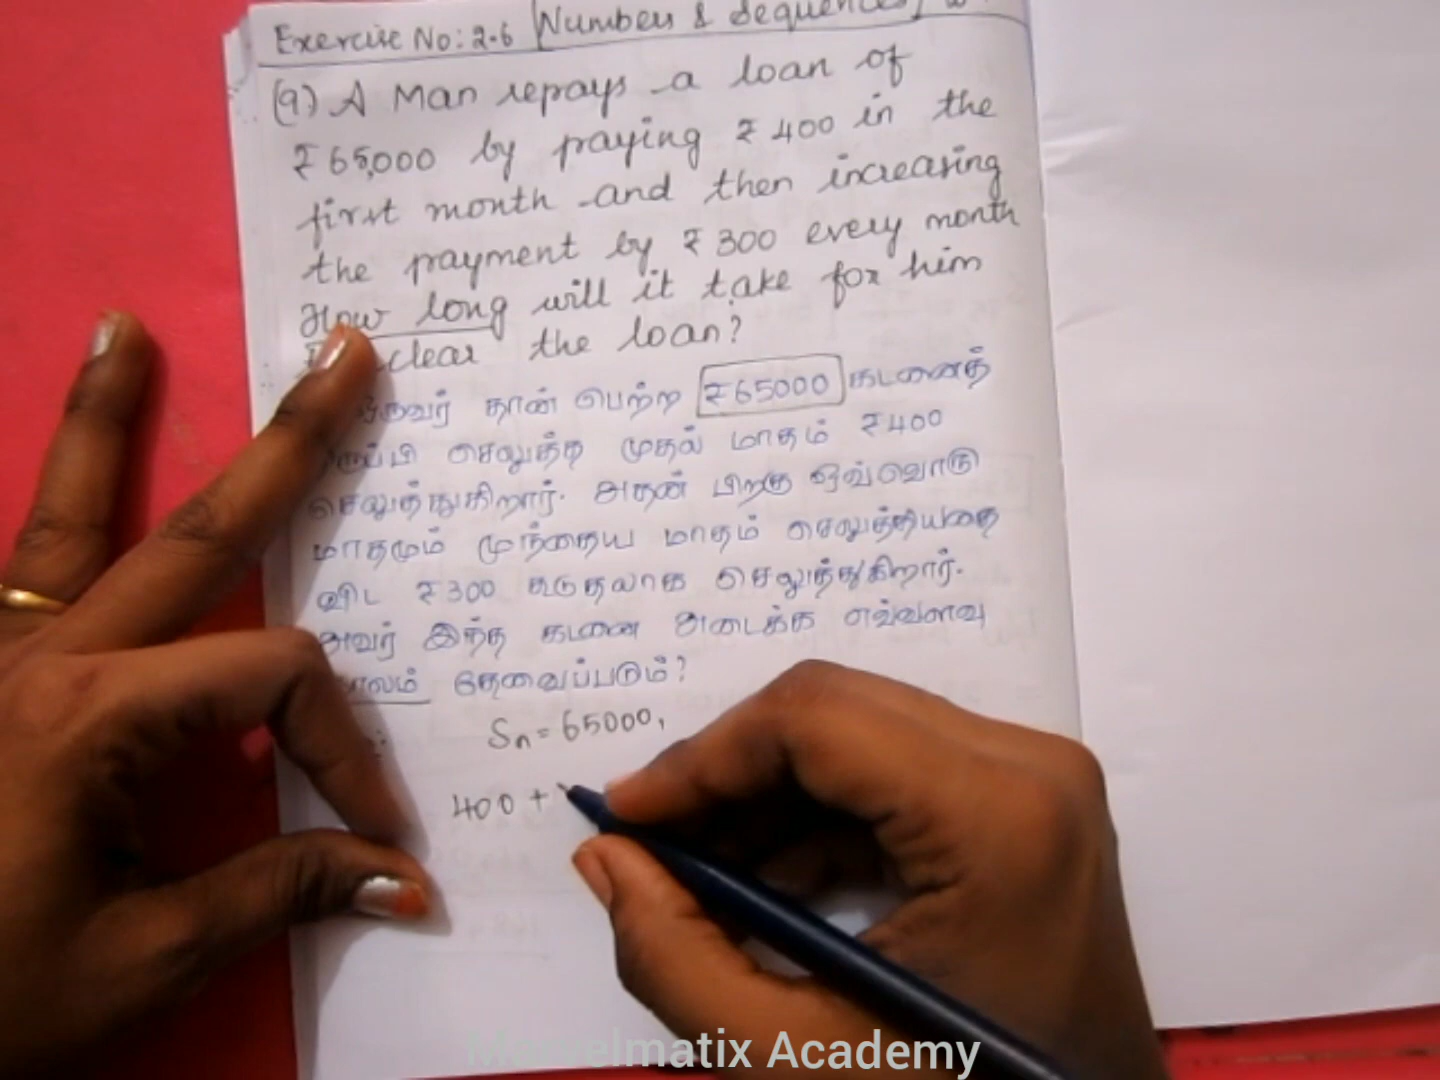 Exercise No: 2.6 Numbers & Sequences
(9) A Man repays a loan of
₹65,000 by paying ₹400 in the
first month and then increasing
the payment by ₹300 every month
How long will it take for him
clear the loan?
தான் பெற்ற ₹65000 கடனைத்
செலுத்த முதல் மாதம் ₹400
செலுத்துகிறார். அதன் பிறகு ஒவ்வொரு
மாதமும் முந்தைய மாதம் செலுத்தியதை
விட ₹300 கூடுதலாக செலுத்துகிறார்.
அவர் இந்த கடனை அடைக்க எவ்வளவு
தேவைப்படும்?
Sn = 65000,
400 +
Marvelmatix Academy